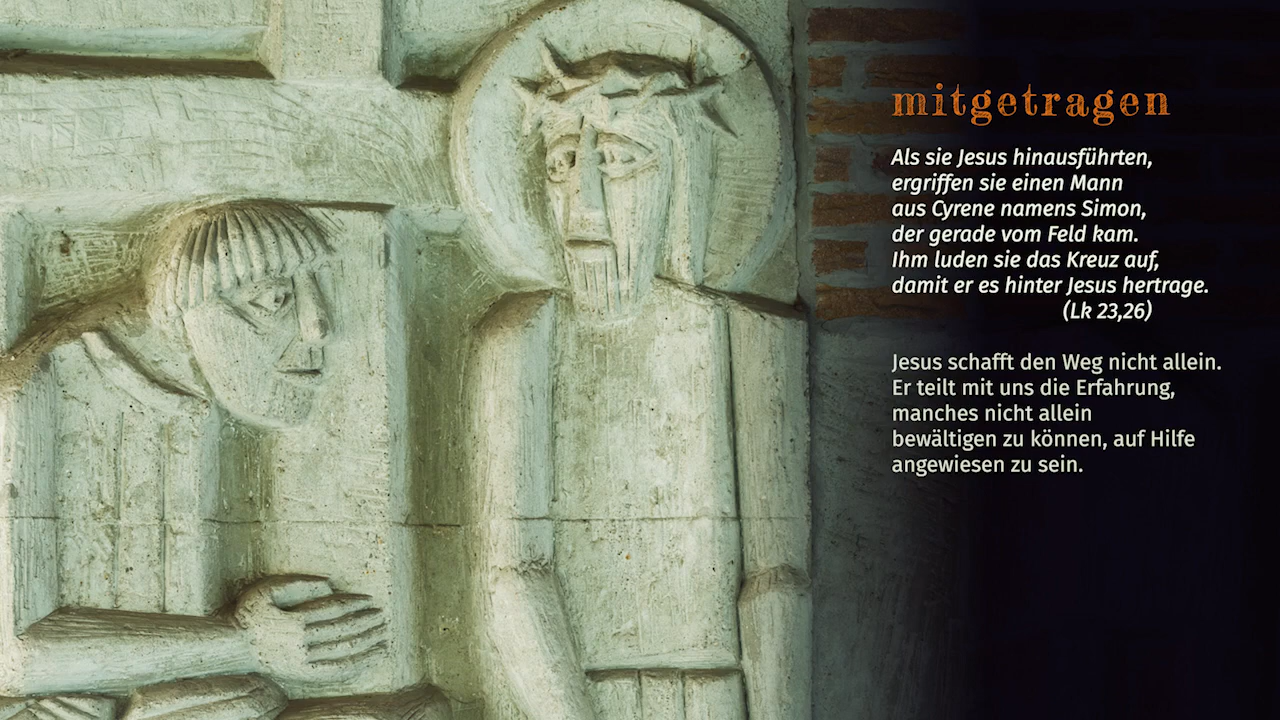 mitgetragen
Als sie Jesus hinausführten,
ergriffen sie einen Mann
aus Cyrene namens Simon,
der gerade vom Feld kam.
Ihm luden sie das Kreuz auf,
damit er es hinter Jesus hertrage.
(Lk 23,26)
Jesus schafft den Weg nicht allein.
Er teilt mit uns die Erfahrung,
manches nicht allein
bewältigen zu können, auf Hilfe
angewiesen zu sein.